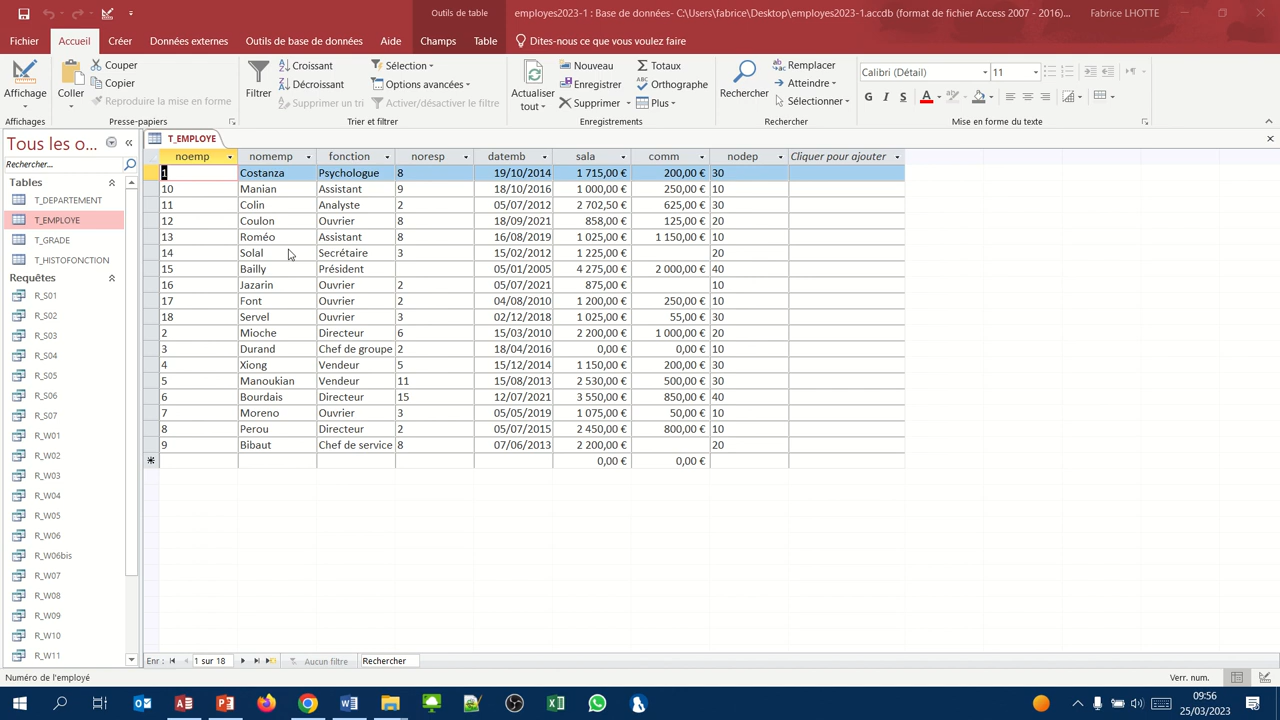 Outils de table
employes2023-1 : Base de données- C:\Users\fabrice\Desktop\employes2023-1.accdb (format de fichier Access 2007 - 2016)...
Fabrice LHOTTE
Fichier Accueil Créer Données externes Outils de base de données Aide Champs Table Dites-nous ce que vous voulez faire
Couper Croissant Sélection Nouveau Totaux Remplacer Calibri (Détail) 11
Copier Décroissant Options avancées Enregistrer Orthographe Atteindre
Affichage Coller Reproduire la mise en forme Filtrer Supprimer un tri Activer/désactiver le filtre Actualiser tout Supprimer Plus Rechercher Sélectionner G I S A
Affichages Presse-papiers Trier et filtrer Enregistrements Rechercher Mise en forme du texte
Tous les o...
Rechercher...
Tables
T_DEPARTEMENT
T_EMPLOYE
T_GRADE
T_HISTOFONCTION
Requêtes
R_S01
R_S02
R_S03
R_S04
R_S05
R_S06
R_S07
R_W01
R_W02
R_W03
R_W04
R_W05
R_W06
R_W06bis
R_W07
R_W08
R_W09
R_W10
R_W11
T_EMPLOYE
noemp nomemp fonction noresp datemb sala comm nodep Cliquer pour ajouter
1 Costanza Psychologue 8 19/10/2014 1 715,00 € 200,00 € 30
10 Manian Assistant 9 18/10/2016 1 000,00 € 250,00 € 10
11 Colin Analyste 2 05/07/2012 2 702,50 € 625,00 € 30
12 Coulon Ouvrier 8 18/09/2021 858,00 € 125,00 € 20
13 Roméo Assistant 8 16/08/2019 1 025,00 € 1 150,00 € 10
14 Solal Secrétaire 3 15/02/2012 1 225,00 € 20
15 Bailly Président 05/01/2005 4 275,00 € 2 000,00 € 40
16 Jazarin Ouvrier 2 05/07/2021 875,00 € 10
17 Font Ouvrier 2 04/08/2010 1 200,00 € 250,00 € 10
18 Servel Ouvrier 3 02/12/2018 1 025,00 € 55,00 € 30
2 Mioche Directeur 6 15/03/2010 2 200,00 € 1 000,00 € 20
3 Durand Chef de groupe 2 18/04/2016 0,00 € 0,00 € 10
4 Xiong Vendeur 5 15/12/2014 1 150,00 € 200,00 € 30
5 Manoukian Vendeur 11 15/08/2013 2 530,00 € 500,00 € 30
6 Bourdais Directeur 15 12/07/2021 3 550,00 € 850,00 € 40
7 Moreno Ouvrier 3 05/05/2019 1 075,00 € 50,00 € 10
8 Perou Directeur 2 05/07/2015 2 450,00 € 800,00 € 10
9 Bibaut Chef de service 8 07/06/2013 2 200,00 € 20
0,00 € 0,00 €
Enr : 1 sur 18 Aucun filtre Rechercher
Numéro de l'employé Verr. num.
09:56
25/03/2023